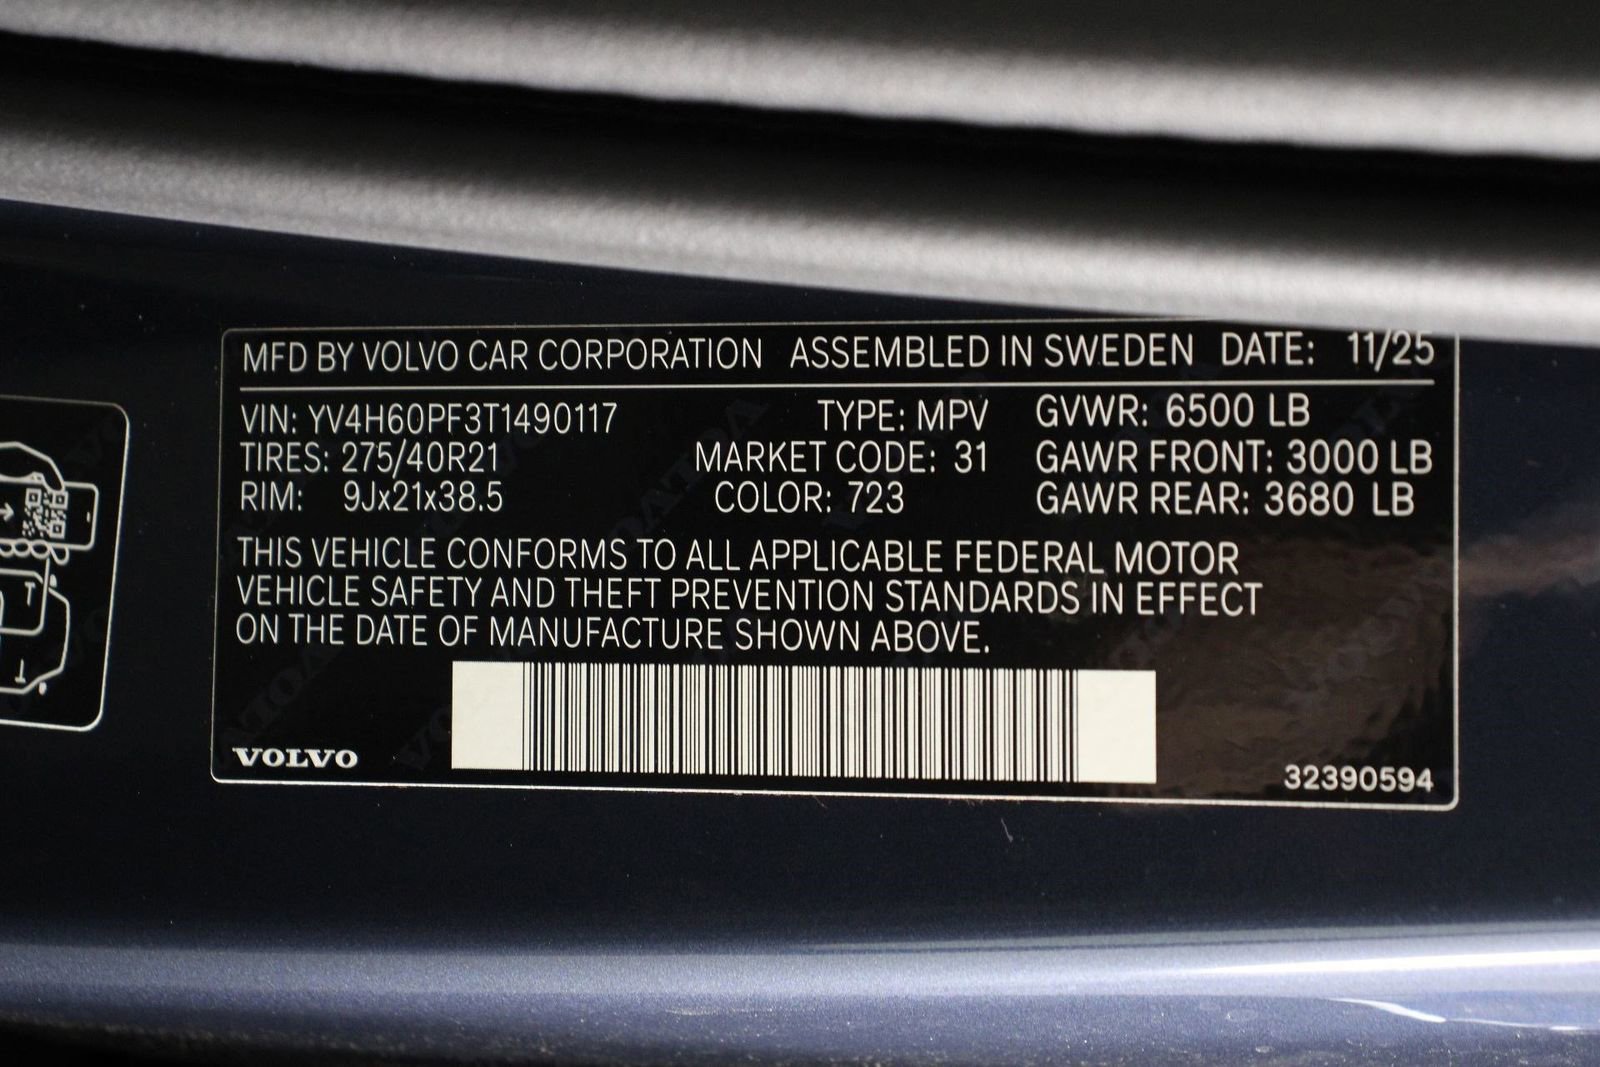 MFD BY VOLVO CAR CORPORATION ASSEMBLED IN SWEDEN DATE: 11/25
VIN: YV4H60PF3T1490117 TYPE: MPV GVWR: 6500 LB
TIRES: 275/40R21 MARKET CODE: 31 GAWR FRONT: 3000 LB
RIM: 9Jx21x38.5 COLOR: 723 GAWR REAR: 3680 LB
THIS VEHICLE CONFORMS TO ALL APPLICABLE FEDERAL MOTOR
VEHICLE SAFETY AND THEFT PREVENTION STANDARDS IN EFFECT
ON THE DATE OF MANUFACTURE SHOWN ABOVE.
VOLVO
32390594